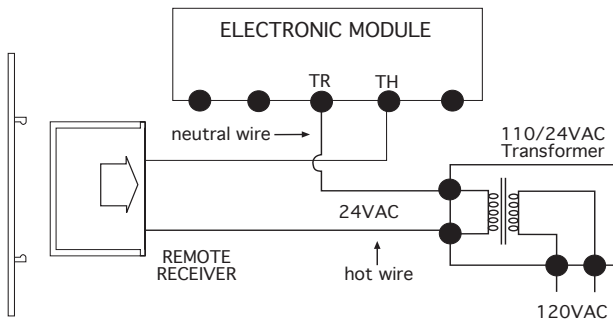 ELECTRONIC MODULE
TR
TH
neutral wire
110/24VAC
Transformer
24VAC
REMOTE
RECEIVER
hot wire
120VAC